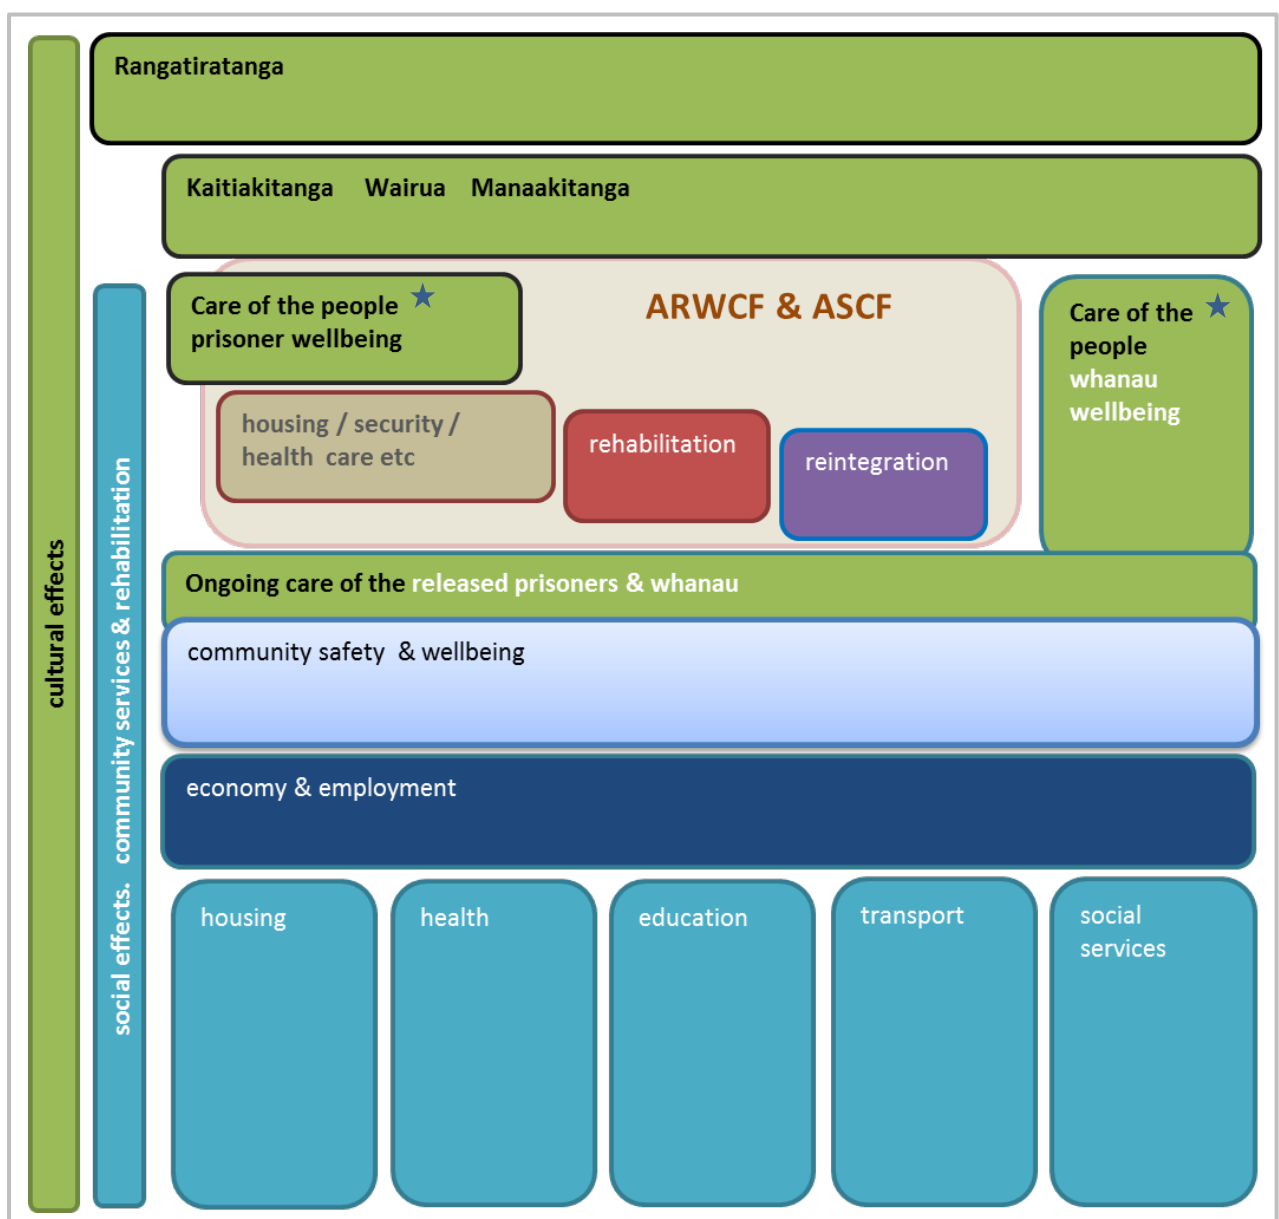 Rangatiratanga
Kaitiakitanga Wairua Manaakitanga
Care of the people
prisoner wellbeing
ARWCF & ASCF
Care of the
people
whanau
wellbeing
housing / security /
health care etc
rehabilitation
reintegration
Ongoing care of the released prisoners & whanau
community safety & wellbeing
economy & employment
housing
health
education
transport
social
services
cultural effects
social effects. community services & rehabilitation